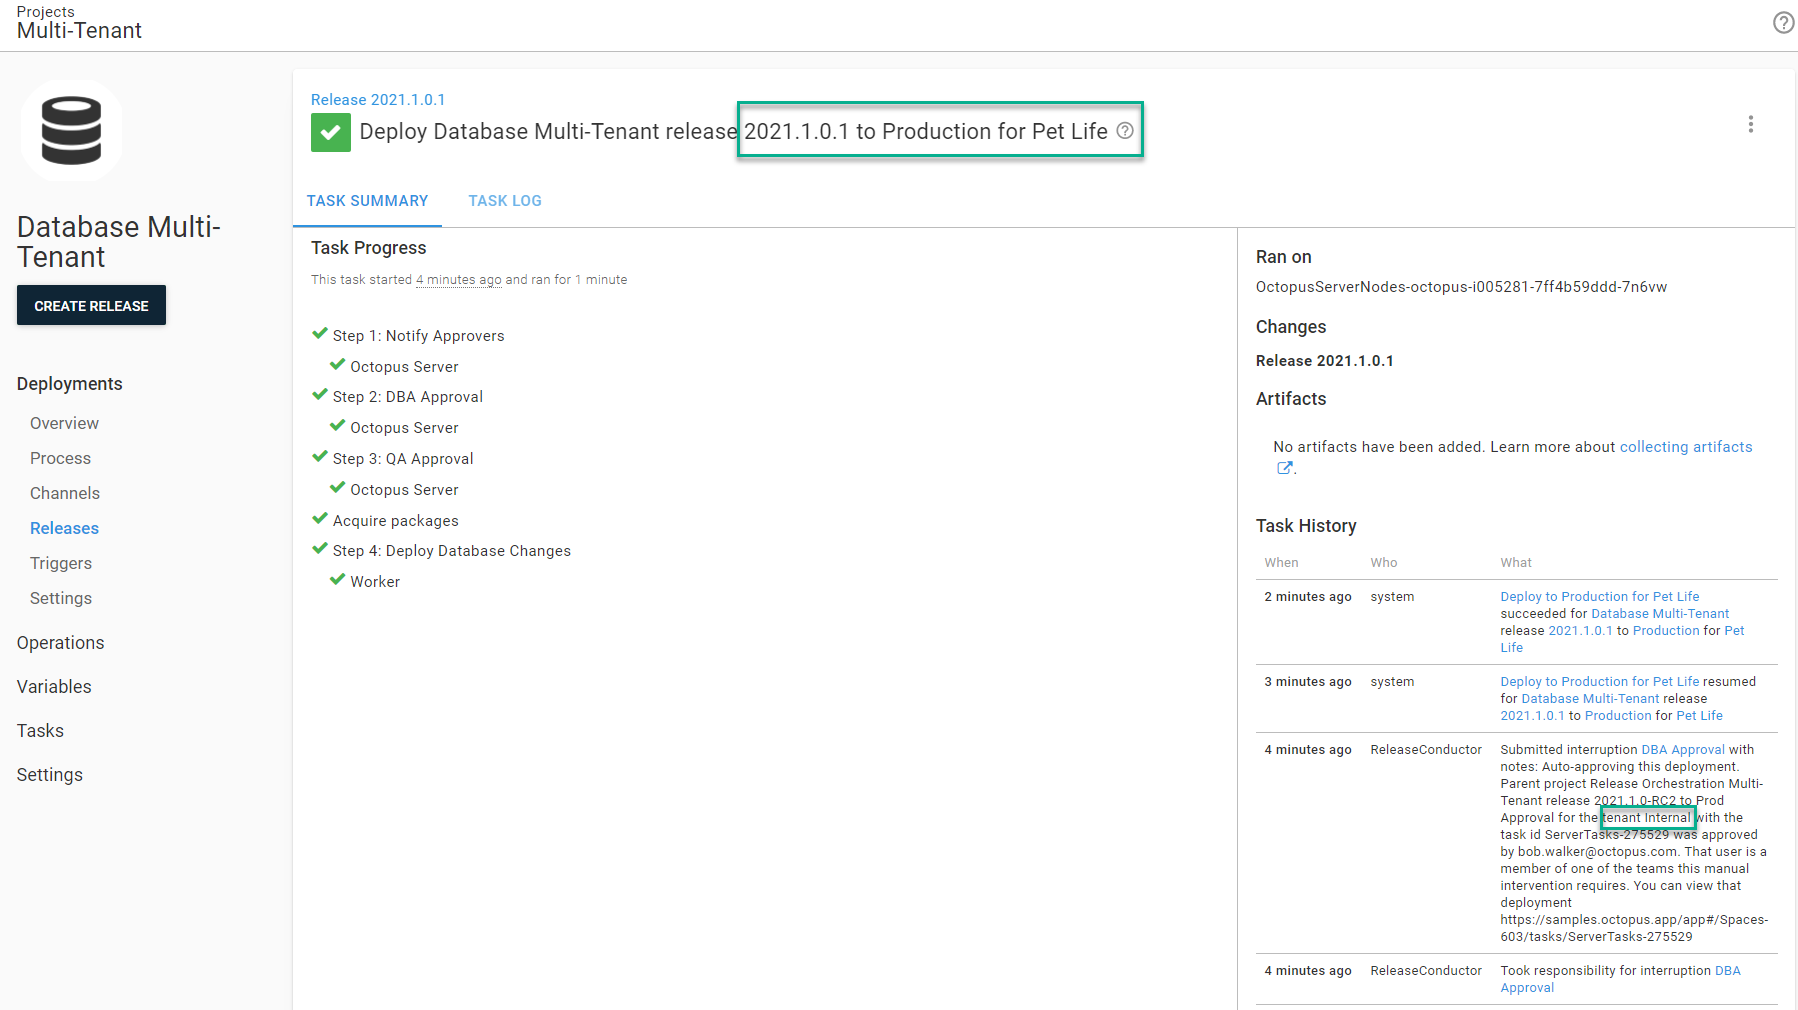 Projects
Multi-Tenant
Database Multi-
Tenant
CREATE RELEASE
Deployments
Overview
Process
Channels
Releases
Triggers
Settings
Operations
Variables
Tasks
Settings
Release 2021.1.0.1
Deploy Database Multi-Tenant release 2021.1.0.1 to Production for Pet Life
TASK SUMMARY
TASK LOG
Task Progress
This task started 4 minutes ago and ran for 1 minute
Step 1: Notify Approvers
Octopus Server
Step 2: DBA Approval
Octopus Server
Step 3: QA Approval
Octopus Server
Acquire packages
Step 4: Deploy Database Changes
Worker
Ran on
OctopusServerNodes-octopus-i005281-7ff4b59ddd-7n6vw
Changes
Release 2021.1.0.1
Artifacts
No artifacts have been added. Learn more about collecting artifacts
.
Task History
When Who What
2 minutes ago system Deploy to Production for Pet Life
succeeded for Database Multi-Tenant
release 2021.1.0.1 to Production for Pet
Life
3 minutes ago system Deploy to Production for Pet Life resumed
for Database Multi-Tenant release
2021.1.0.1 to Production for Pet Life
4 minutes ago ReleaseConductor Submitted interruption DBA Approval with
notes: Auto-approving this deployment.
Parent project Release Orchestration Multi-
Tenant release 2021.1.0-RC2 to Prod
Approval for the tenant Internal with the
task id ServerTasks-275529 was approved
by bob.walker@octopus.com. That user is a
member of one of the teams this manual
intervention requires. You can view that
deployment
https://samples.octopus.app/app#/Spaces-
603/tasks/ServerTasks-275529
4 minutes ago ReleaseConductor Took responsibility for interruption DBA
Approval